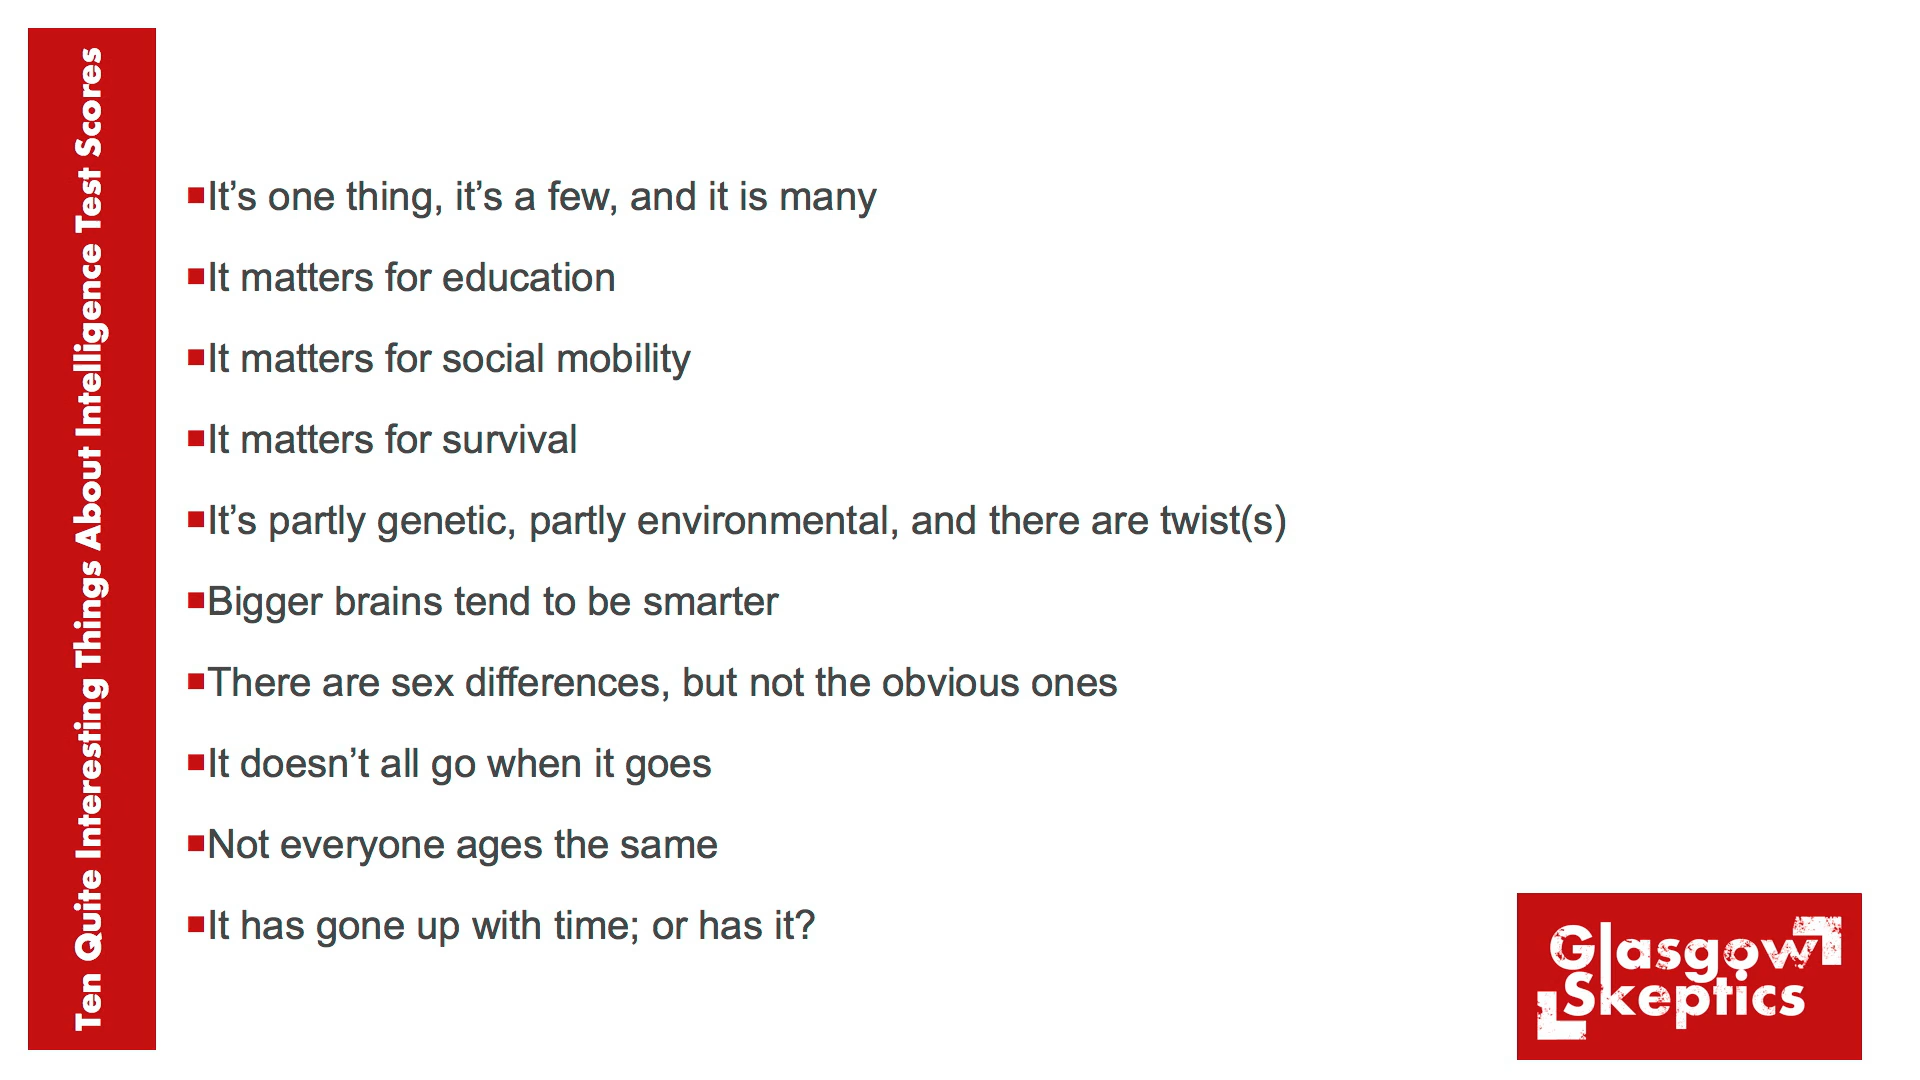 Ten Quite Interesting Things About Intelligence Test Scores
It’s one thing, it’s a few, and it is many
It matters for education
It matters for social mobility
It matters for survival
It’s partly genetic, partly environmental, and there are twist(s)
Bigger brains tend to be smarter
There are sex differences, but not the obvious ones
It doesn’t all go when it goes
Not everyone ages the same
It has gone up with time; or has it?
Glasgow
Skeptics